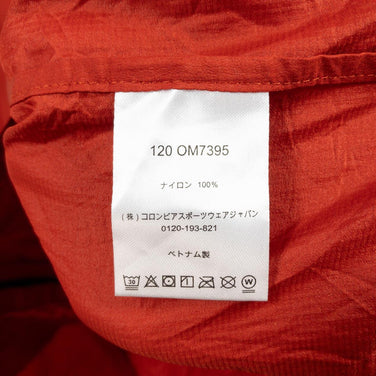 120 OM7395
ナイロン 100%
(株)コロンビアスポーツウェアジャパン
0120-193-821
ベトナム製
30 W